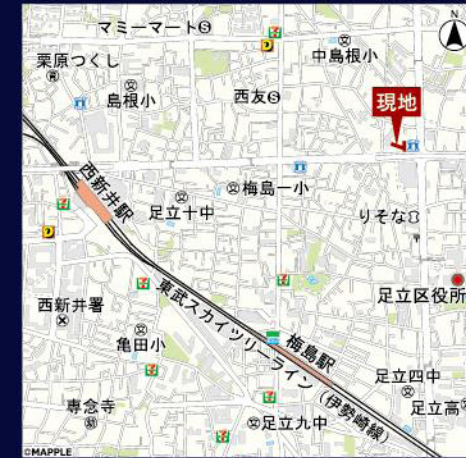 マミーマートⓈ
N
中島根小
栗原つくし
島根小
西友Ⓢ
現地
梅島一小
西新井駅
足立十中
りそな
足立区役所
東武スカイツリーライン（伊勢崎線）
西新井署
梅島駅
亀田小
足立四中
専念寺
足立高
足立九中
©MAPPLE